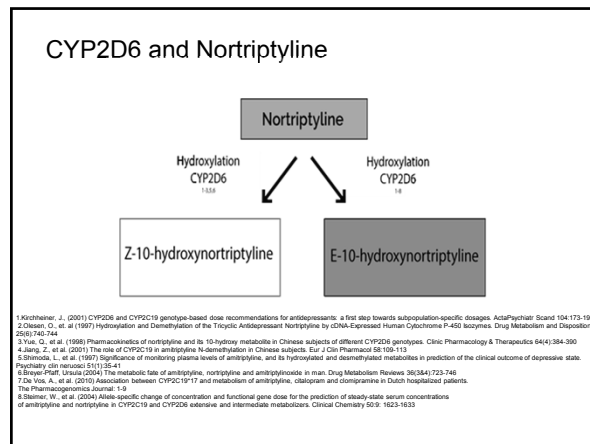 CYP2D6 and Nortriptyline
Nortriptyline
Hydroxylation
CYP2D6
1-3,5,6
Hydroxylation
CYP2D6
1-8
Z-10-hydroxynortriptyline
E-10-hydroxynortriptyline
1.Kirchheiner, J., (2001) CYP2D6 and CYP2C19 genotype-based dose recommendations for antidepressants: a first step towards subpopulation-specific dosages. ActaPsychiatr Scand 104:173-19
2.Olesen, O., et. al (1997) Hydroxylation and Demethylation of the Tricyclic Antidepressant Nortriptyline by cDNA-Expressed Human Cytochrome P-450 Isozymes. Drug Metabolism and Disposition
25(6):740-744
3.Yue, Q., et al. (1998) Pharmacokinetics of nortriptyline and its 10-hydroxy metabolite in Chinese subjects of different CYP2D6 genotypes. Clinic Pharmacology & Therapeutics 64(4):384-390
4.Jiang, Z., et al. (2001) The role of CYP2C19 in amitriptyline N-demethylation in Chinese subjects. Eur J Clin Pharmacol 58:109-113
5.Shimoda, L., et al. (1997) Significance of monitoring plasma levels of amitriptyline, and its hydroxylated and desmethylated metabolites in prediction of the clinical outcome of depressive state.
Psychiatry clin neruosci 51(1):35-41
6.Breyer-Pfaff, Ursula (2004) The metabolic fate of amitriptyline, nortriptyline and amitriptylinoxide in man. Drug Metabolism Reviews 36(3&4):723-746
7.De Vos, A., et al. (2010) Association between CYP2C19*17 and metabolism of amitriptyline, citalopram and clomipramine in Dutch hospitalized patients.
The Pharmacogenomics Journal: 1-9
8.Steimer, W., et al. (2004) Allele-specific change of concentration and functional gene dose for the prediction of steady-state serum concentrations
of amitriptyline and nortriptyline in CYP2C19 and CYP2D6 extensive and intermediate metabolizers. Clinical Chemistry 50:9: 1623-1633